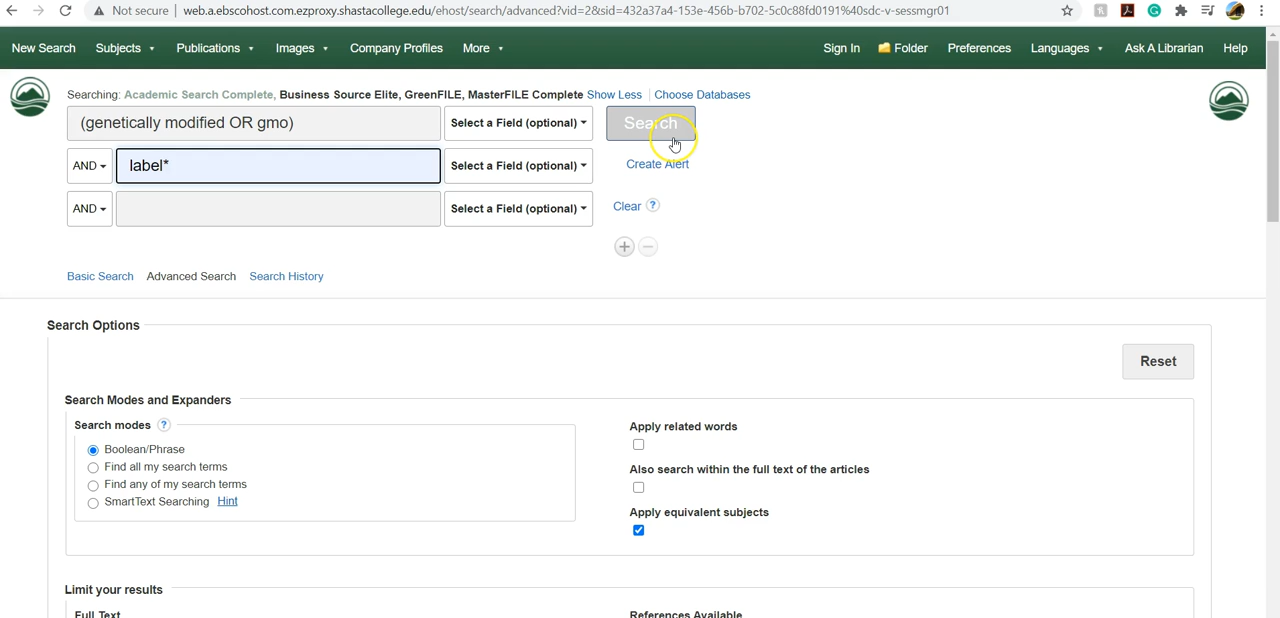 Not secure | web.a.ebscohost.com.ezproxy.shastacollege.edu/ehost/search/advanced?vid=2&sid=432a37a4-153e-456b-b702-5c0c88fd0191%40sdc-v-sessmgr01
New Search Subjects Publications Images Company Profiles More Sign In Folder Preferences Languages Ask A Librarian Help
Searching: Academic Search Complete, Business Source Elite, GreenFILE, MasterFILE Complete Show Less | Choose Databases
(genetically modified OR gmo) Select a Field (optional) Search
AND label* Select a Field (optional) Create Alert
AND Select a Field (optional) Clear ?
Basic Search Advanced Search Search History
Search Options
Reset
Search Modes and Expanders
Search modes ? Apply related words
Boolean/Phrase
Find all my search terms Also search within the full text of the articles
Find any of my search terms
SmartText Searching Hint Apply equivalent subjects
Limit your results
Full Text References Available